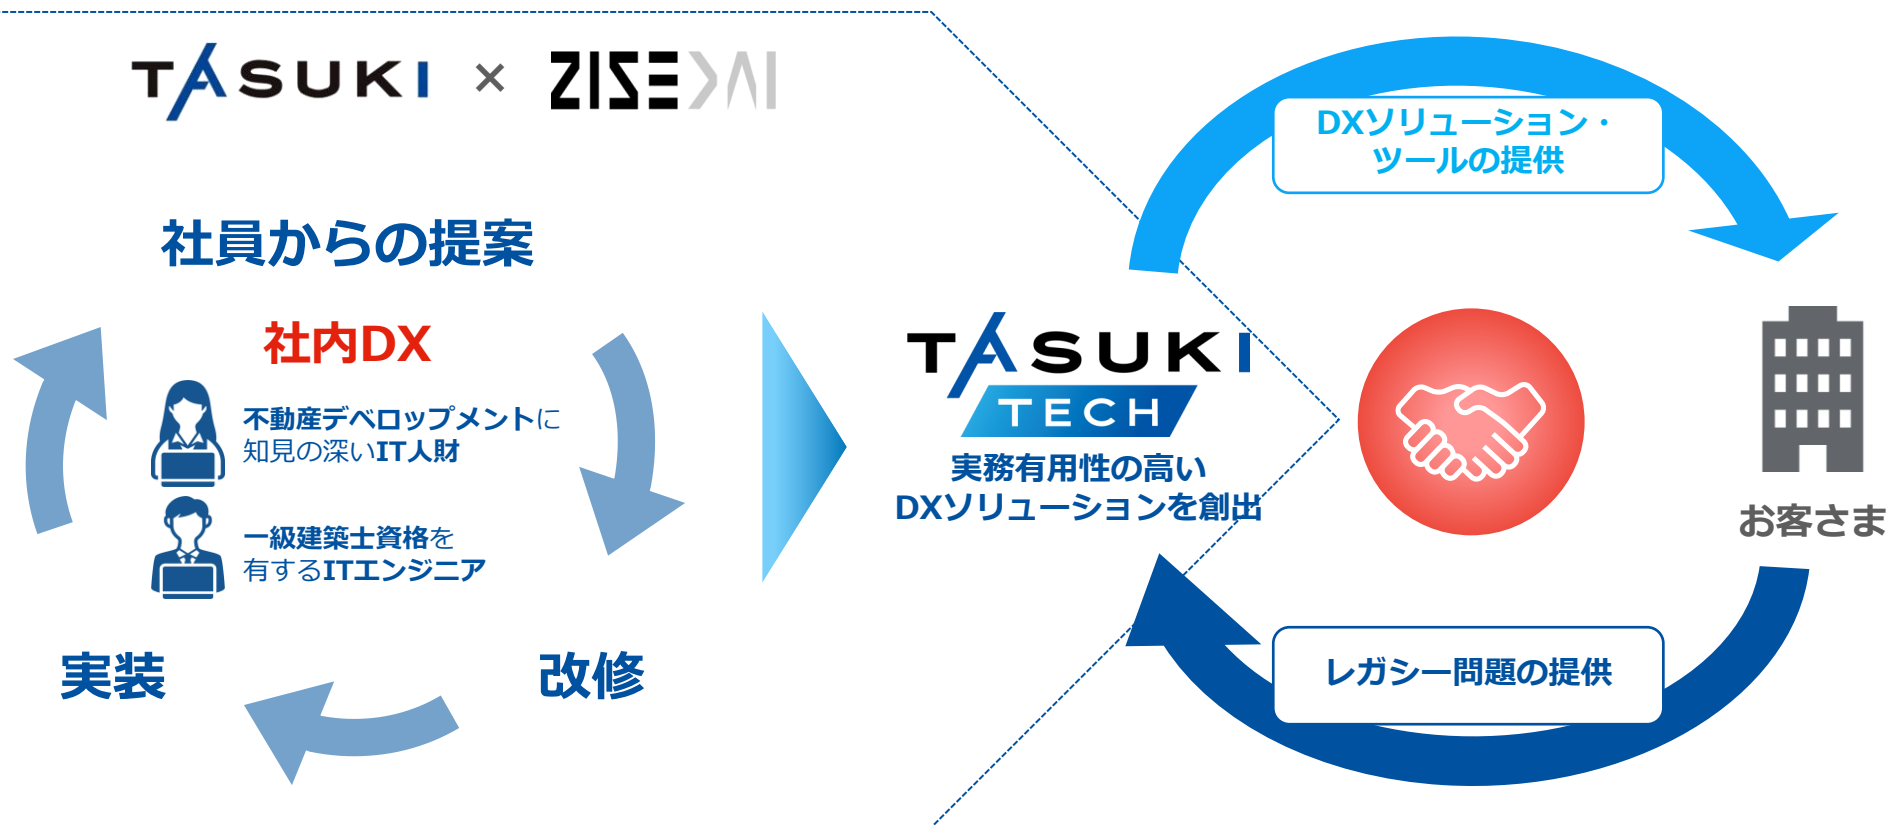 TASUKI × ZISEDAI
社員からの提案
社内DX
不動産デベロップメントに
知見の深いIT人財
一級建築士資格を
有するITエンジニア
実装
改修
TASUKI
TECH
実務有用性の高い
DXソリューションを創出
DXソリューション・
ツールの提供
レガシー問題の提供
お客さま